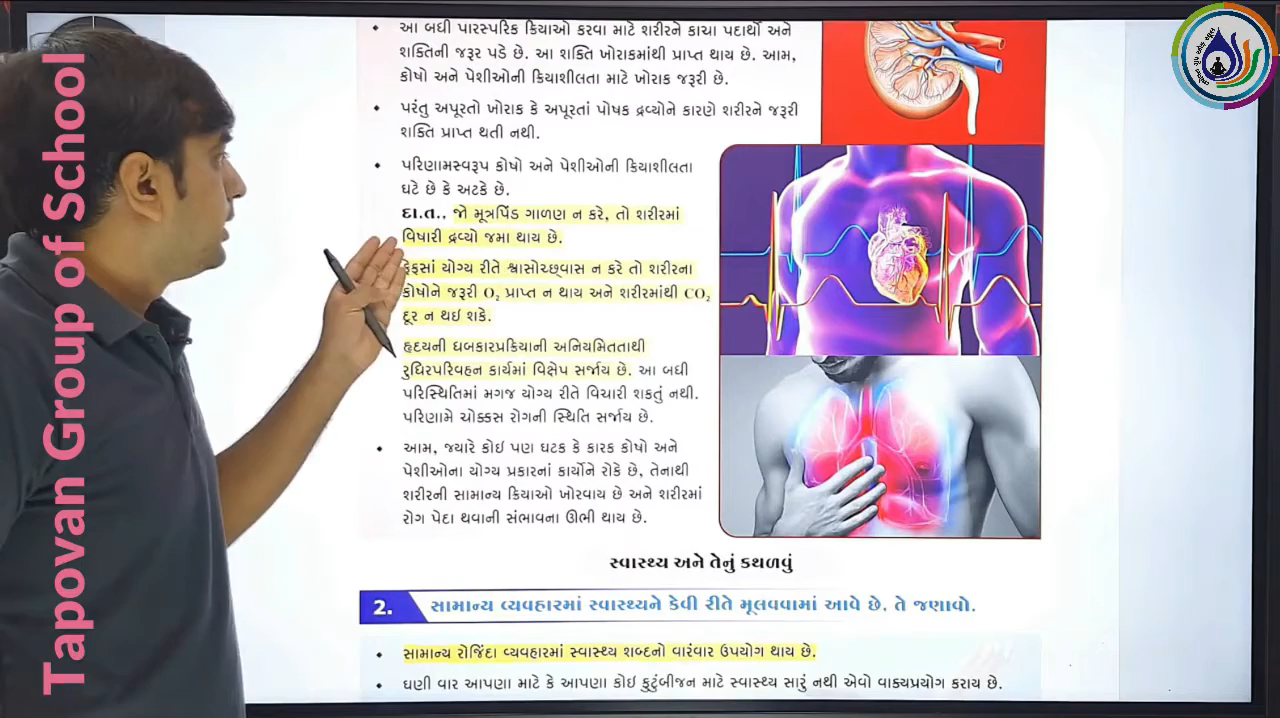 Tapovan Group of School
• આ બધી પારસ્પરિક ક્રિયાઓ કરવા માટે શરીરને કાચા પદાર્થો અને
શક્તિની જરૂર પડે છે. આ શક્તિ ખોરાકમાંથી પ્રાપ્ત થાય છે. આમ,
કોષો અને પેશીઓની ક્રિયાશીલતા માટે ખોરાક જરૂરી છે.
• પરંતુ અપૂરતો ખોરાક કે અપૂરતાં પોષક દ્રવ્યોને કારણે શરીરને જરૂરી
શક્તિ પ્રાપ્ત થતી નથી.
• પરિણામસ્વરૂપ કોષો અને પેશીઓની ક્રિયાશીલતા
ઘટે છે કે અટકે છે.
દા.ત., જો મૂત્રપિંડ ગાળણ ન કરે, તો શરીરમાં
વિષારી દ્રવ્યો જમા થાય છે.
ફેફસાં યોગ્ય રીતે શ્વાસોચ્છ્વાસ ન કરે તો શરીરના
કોષોને જરૂરી O₂ પ્રાપ્ત ન થાય અને શરીરમાંથી CO₂
દૂર ન થઈ શકે.
હૃદયની ધબકારપ્રક્રિયાની અનિયમિતતાથી
રુધિરપરિવહન કાર્યમાં વિક્ષેપ સર્જાય છે. આ બધી
પરિસ્થિતિમાં મગજ યોગ્ય રીતે વિચારી શકતું નથી.
પરિણામે ચોક્કસ રોગની સ્થિતિ સર્જાય છે.
• આમ, જ્યારે કોઈ પણ ઘટક કે કારક કોષો અને
પેશીઓના યોગ્ય પ્રકારનાં કાર્યોને રોકે છે, તેનાથી
શરીરની સામાન્ય ક્રિયાઓ ખોરવાય છે અને શરીરમાં
રોગ પેદા થવાની સંભાવના ઊભી થાય છે.
સ્વાસ્થ્ય અને તેનું કથળવું
2. સામાન્ય વ્યવહારમાં સ્વાસ્થ્યને કેવી રીતે મૂલવવામાં આવે છે. તે જણાવો.
• સામાન્ય રોજિંદા વ્યવહારમાં સ્વાસ્થ્ય શબ્દનો વારંવાર ઉપયોગ થાય છે.
• ઘણી વાર આપણા માટે કે આપણા કોઈ કુટુંબીજન માટે સ્વાસ્થ્ય સારું નથી એવો વાક્યપ્રયોગ કરાય છે.